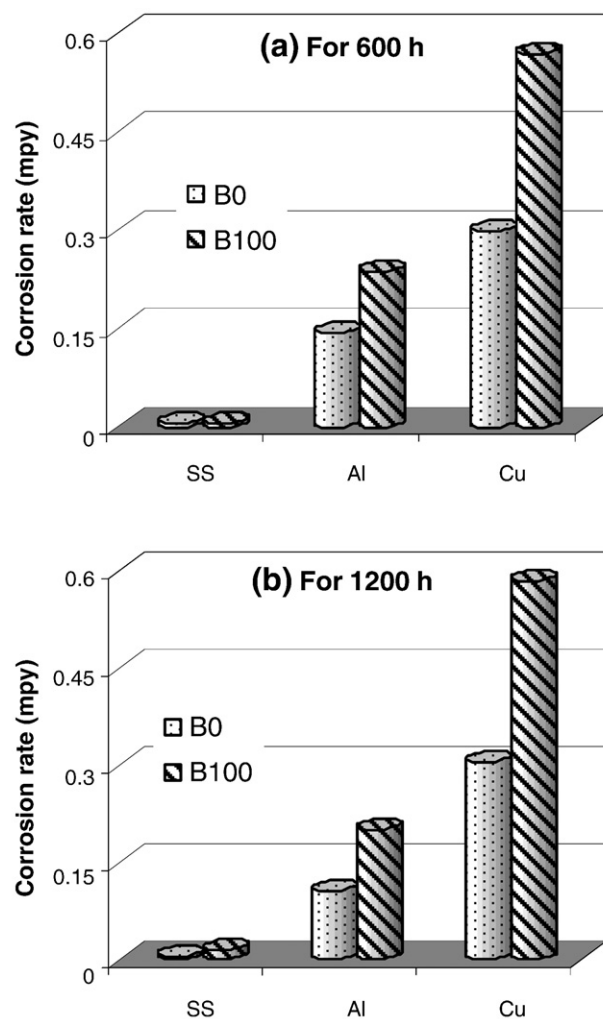 (a) For 600 h
Corrosion rate (mpy)
0.6
0.45
0.3
0.15
0
B0
B100
SS Al Cu
(b) For 1200 h
Corrosion rate (mpy)
0.6
0.45
0.3
0.15
0
B0
B100
SS Al Cu